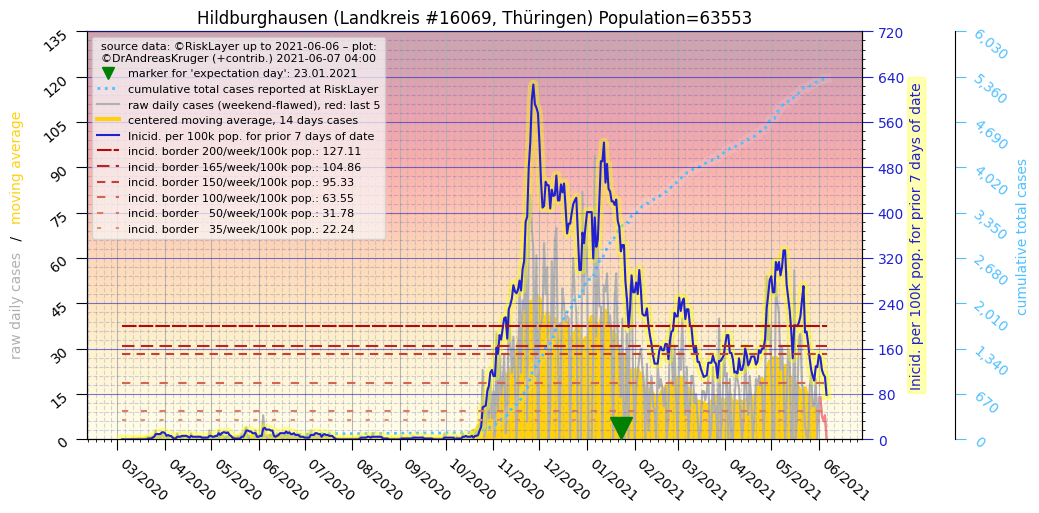 Hildburghausen (Landkreis #16069, Thüringen) Population=63553
source data: ©RiskLayer up to 2021-06-06 – plot:
©DrAndreasKruger (+contrib.) 2021-06-07 04:00
marker for 'expectation day': 23.01.2021
cumulative total cases reported at RiskLayer
raw daily cases (weekend-flawed), red: last 5
centered moving average, 14 days cases
Inicid. per 100k pop. for prior 7 days of date
incid. border 200/week/100k pop.: 127.11
incid. border 165/week/100k pop.: 104.86
incid. border 150/week/100k pop.: 95.33
incid. border 100/week/100k pop.: 63.55
incid. border   50/week/100k pop.: 31.78
incid. border   35/week/100k pop.: 22.24
raw daily cases  /  moving average
135
120
105
90
75
60
45
30
15
0
03/2020
04/2020
05/2020
06/2020
07/2020
08/2020
09/2020
10/2020
11/2020
12/2020
01/2021
02/2021
03/2021
04/2021
05/2021
06/2021
720
640
560
480
400
320
240
160
80
0
Inicid. per 100k pop. for prior 7 days of date
6,030
5,360
4,690
4,020
3,350
2,680
2,010
1,340
670
0
cumulative total cases